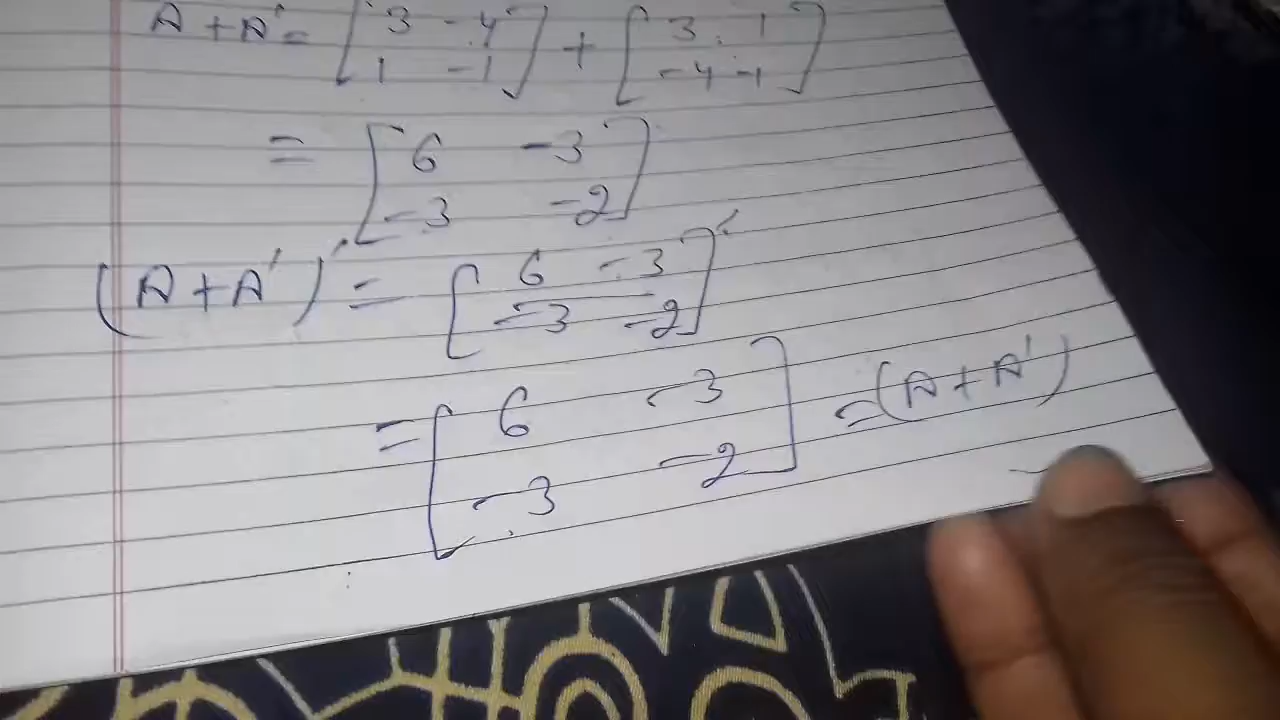 A + A' = [3 -4 1 -1] + [3 1 -4 -1]
= [6 -3 -3 -2]
(A + A')' = [6 -3 -3 -2]'
= [6 -3 -3 -2] = (A + A')